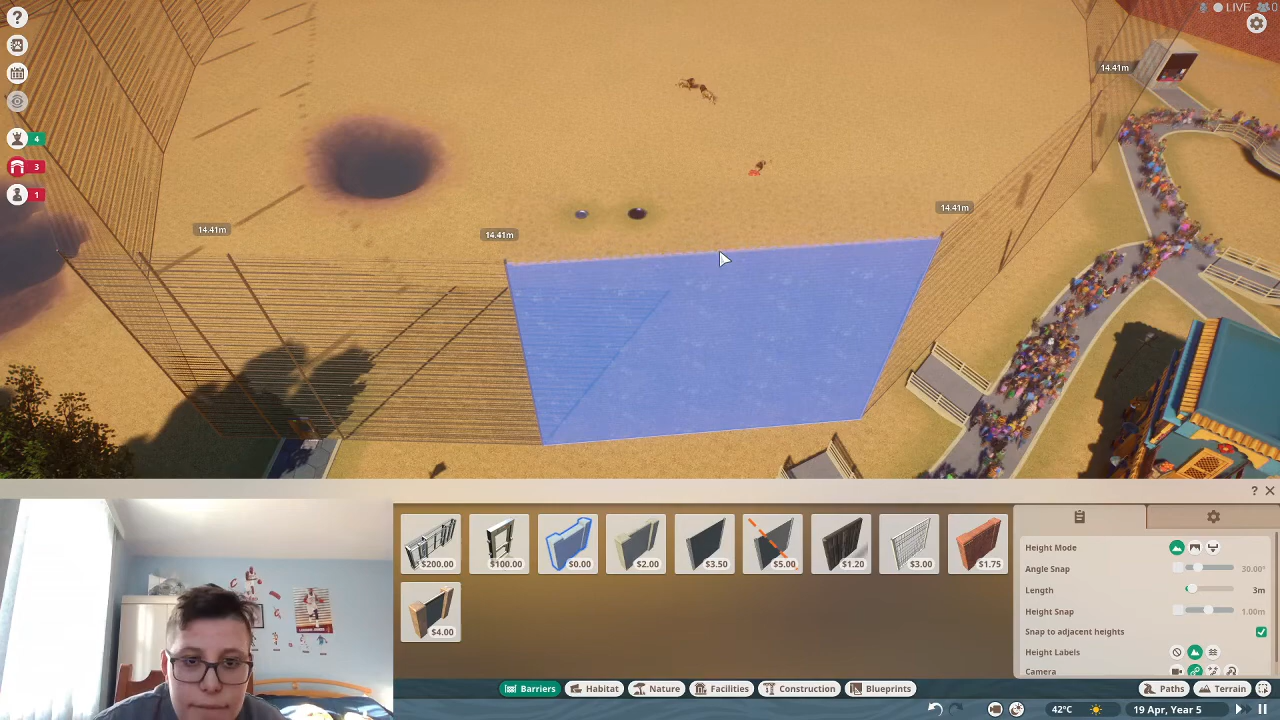 LIVE 0
?
4
3
1
14.41m
14.41m
14.41m
14.41m
?
$200.00 $100.00 $0.00 $2.00 $3.50 $5.00 $1.20 $3.00 $1.75
$4.00
Height Mode
Angle Snap 30.00°
Length 3m
Height Snap 1.00m
Snap to adjacent heights
Height Labels
Camera
Barriers Habitat Nature Facilities Construction Blueprints Paths Terrain
42°C 19 Apr, Year 5